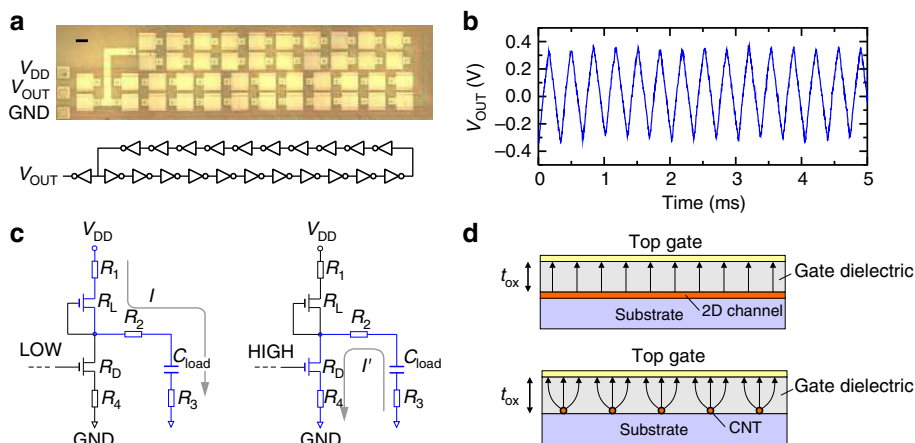 a
V_DD
V_OUT
GND
V_OUT
b
V_OUT (V)
0.4
0.2
0.0
−0.2
−0.4
0 1 2 3 4 5
Time (ms)
c
V_DD
R_1
R_L
I
R_2
LOW
R_D
C_load
R_4
R_3
GND
V_DD
R_1
R_L
R_2
HIGH
R_D
I'
C_load
R_4
R_3
GND
d
Top gate
t_ox
Gate dielectric
Substrate
2D channel
Top gate
t_ox
Gate dielectric
Substrate
CNT